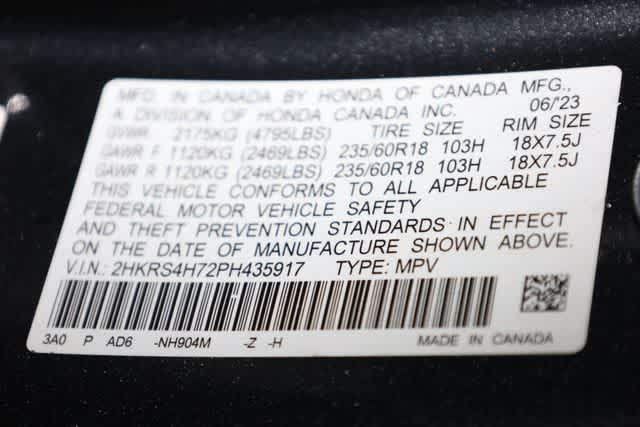 MFD. IN CANADA BY HONDA OF CANADA MFG.,
A DIVISION OF HONDA CANADA INC. 06/'23
GVWR 2175KG (4795LBS) TIRE SIZE RIM SIZE
GAWR F 1120KG (2469LBS) 235/60R18 103H 18X7.5J
GAWR R 1120KG (2469LBS) 235/60R18 103H 18X7.5J
THIS VEHICLE CONFORMS TO ALL APPLICABLE
FEDERAL MOTOR VEHICLE SAFETY
AND THEFT PREVENTION STANDARDS IN EFFECT
ON THE DATE OF MANUFACTURE SHOWN ABOVE.
V.I.N.: 2HKRS4H72PH435917 TYPE: MPV
3A0 P AD6 -NH904M -Z -H MADE IN CANADA